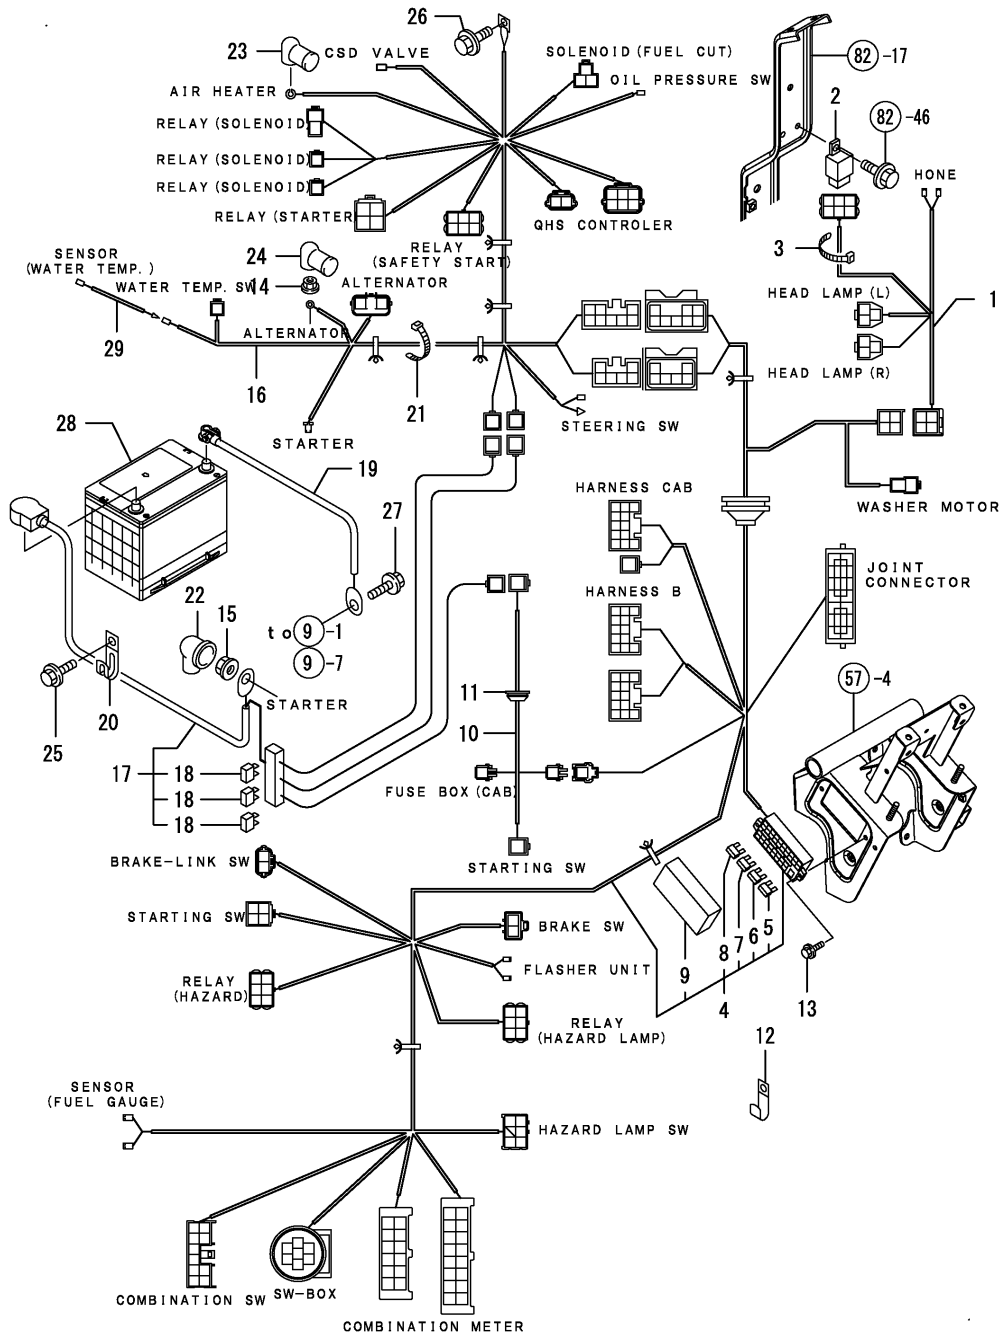 26
23
CSD VALVE
SOLENOID (FUEL CUT)
OIL PRESSURE SW
82 -17
2
82 -46
AIR HEATER
RELAY (SOLENOID)
RELAY (SOLENOID)
RELAY (SOLENOID)
RELAY (STARTER
QHS CONTROLER
HONE
RELAY
(SAFETY START)
SENSOR
(WATER TEMP.)
WATER TEMP. SW
24
14
ALTERNATOR
ALTERNATOR
3
HEAD LAMP (L)
1
HEAD LAMP (R)
29
16
21
STARTER
STEERING SW
28
19
27
HARNESS CAB
WASHER MOTOR
JOINT
CONNECTOR
HARNESS B
22
15
to 9 -1
9 -7
STARTER
57 -4
25
20
11
10
17
18
18
18
FUSE BOX (CAB)
STARTING SW
BRAKE-LINK SW
STARTING SW
BRAKE SW
FLASHER UNIT
RELAY
(HAZARD)
RELAY
(HAZARD LAMP)
9
8
7
6
5
4
13
12
SENSOR
(FUEL GAUGE)
HAZARD LAMP SW
COMBINATION SW
SW-BOX
COMBINATION METER